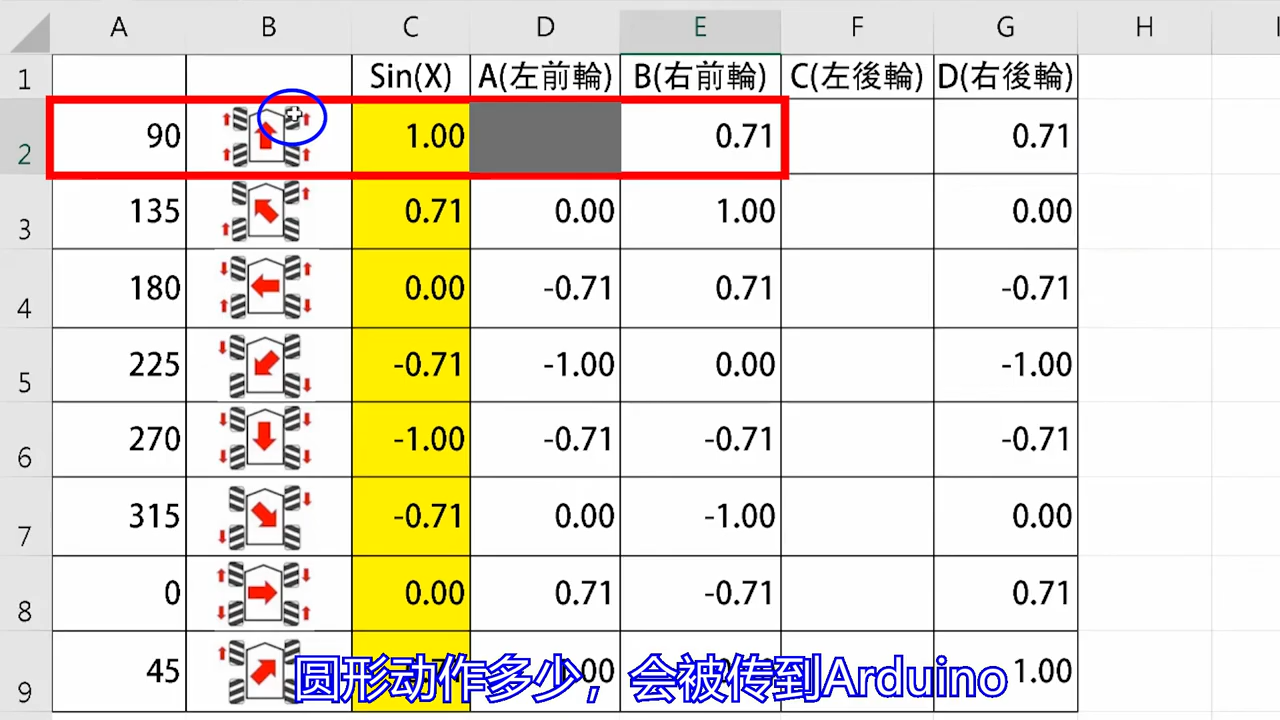 A B C D E F G H
1 Sin(X) A(左前輪) B(右前輪) C(左後輪) D(右後輪)
2 90 1.00 0.71 0.71
3 135 0.71 0.00 1.00 0.00
4 180 0.00 -0.71 0.71 -0.71
5 225 -0.71 -1.00 0.00 -1.00
6 270 -1.00 -0.71 -0.71 -0.71
7 315 -0.71 0.00 -1.00 0.00
8 0 0.00 0.71 -0.71 0.71
9 45 1.00
圆形动作多少，会被传到Arduino